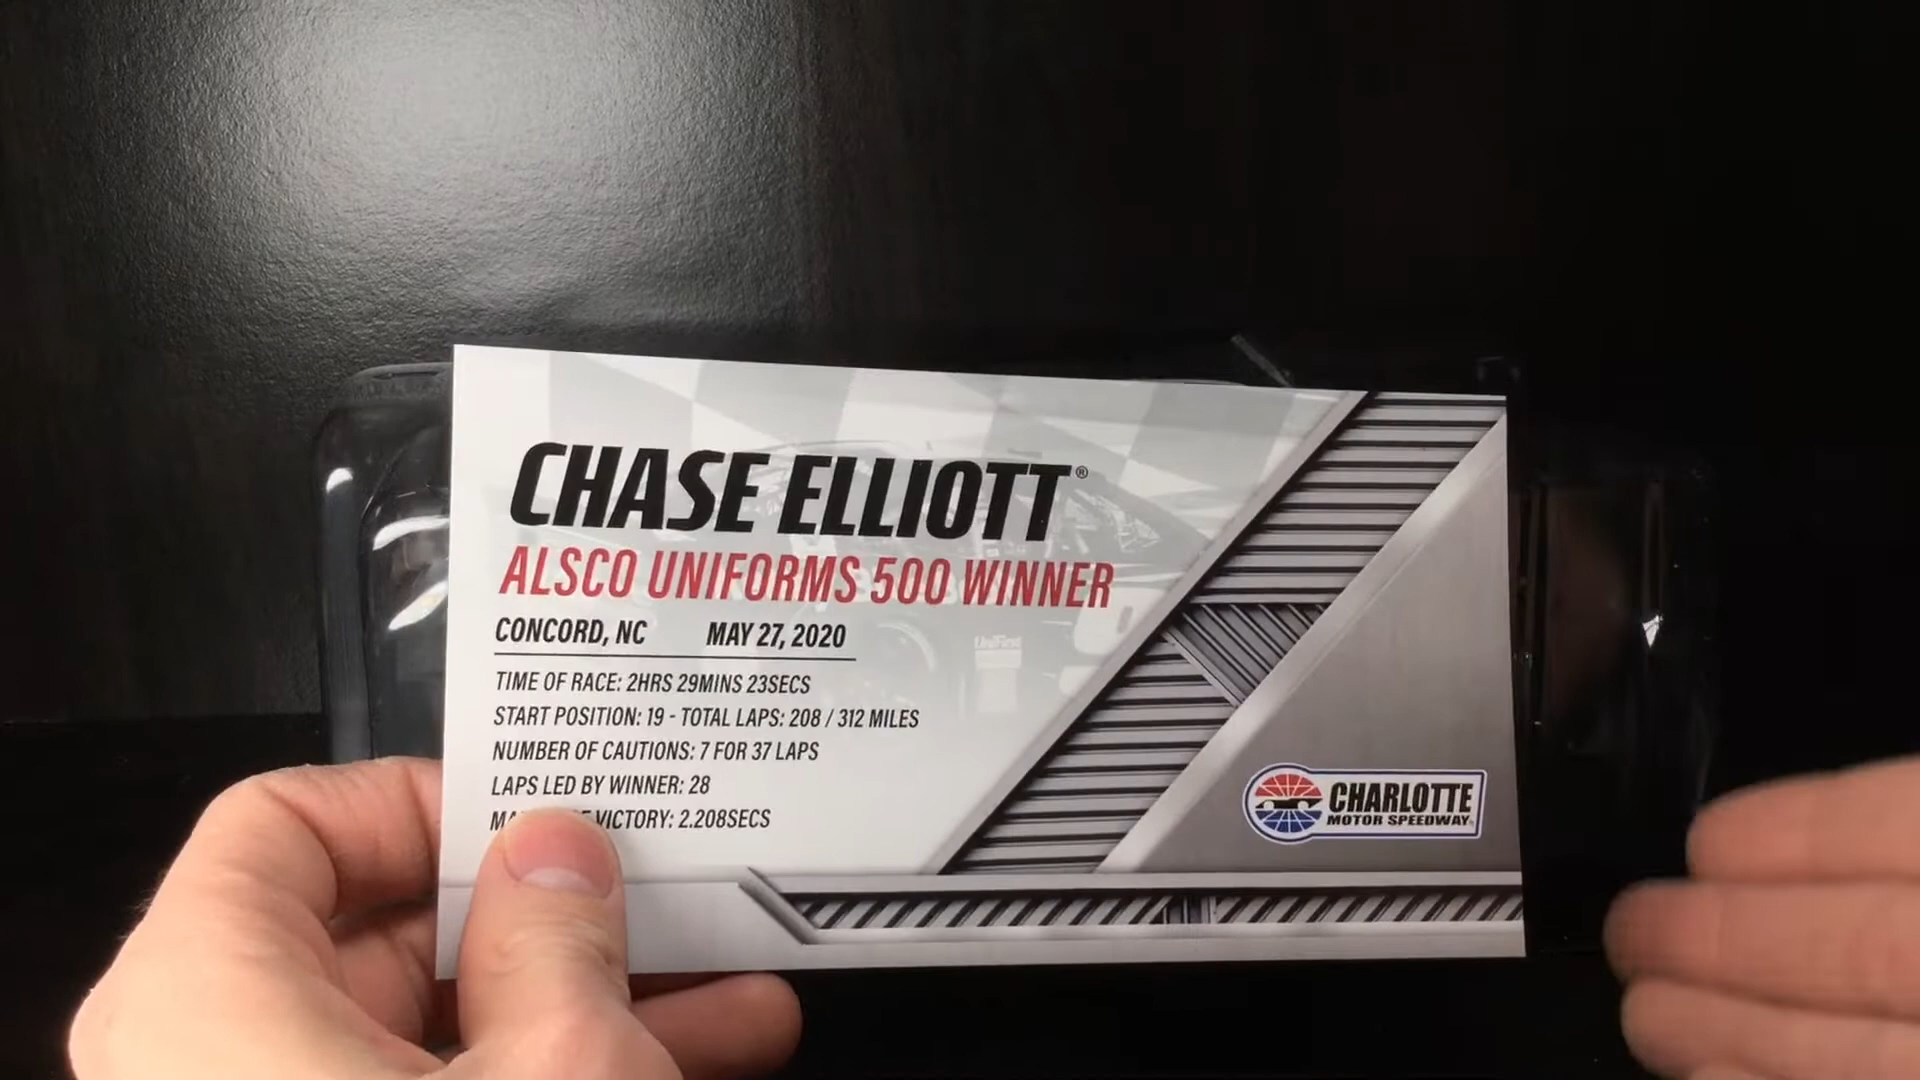 CHASE ELLIOTT®
ALSCO UNIFORMS 500 WINNER
CONCORD, NC MAY 27, 2020
TIME OF RACE: 2HRS 29MINS 23SECS
START POSITION: 19 - TOTAL LAPS: 208 / 312 MILES
NUMBER OF CAUTIONS: 7 FOR 37 LAPS
LAPS LED BY WINNER: 28
VICTORY: 2.208SECS
UniFirst
CHARLOTTE
MOTOR SPEEDWAY